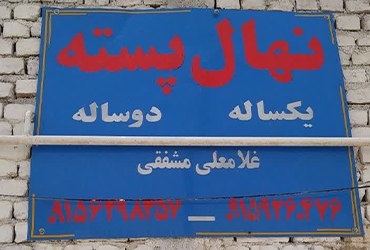 نهال پسته
یکساله دوساله
غلامعلی مشفقی
۰۹۱۵۹۲۶۰۴۷۶ — ۰۹۱۵۶۲۹۸۳۵۷